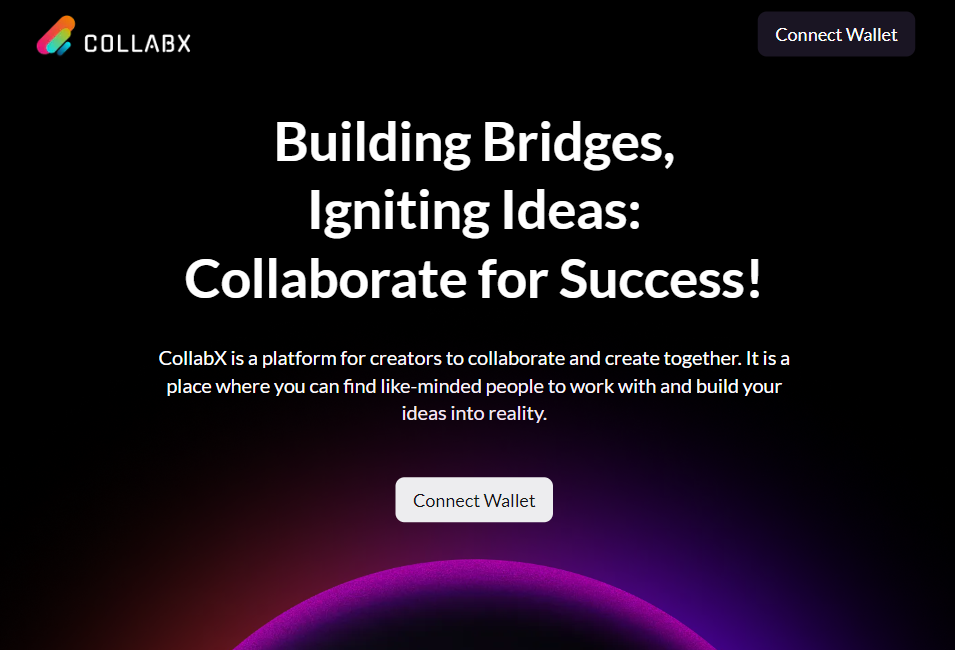 COLLABX
Connect Wallet
Building Bridges,
Igniting Ideas:
Collaborate for Success!
CollabX is a platform for creators to collaborate and create together. It is a
place where you can find like-minded people to work with and build your
ideas into reality.
Connect Wallet